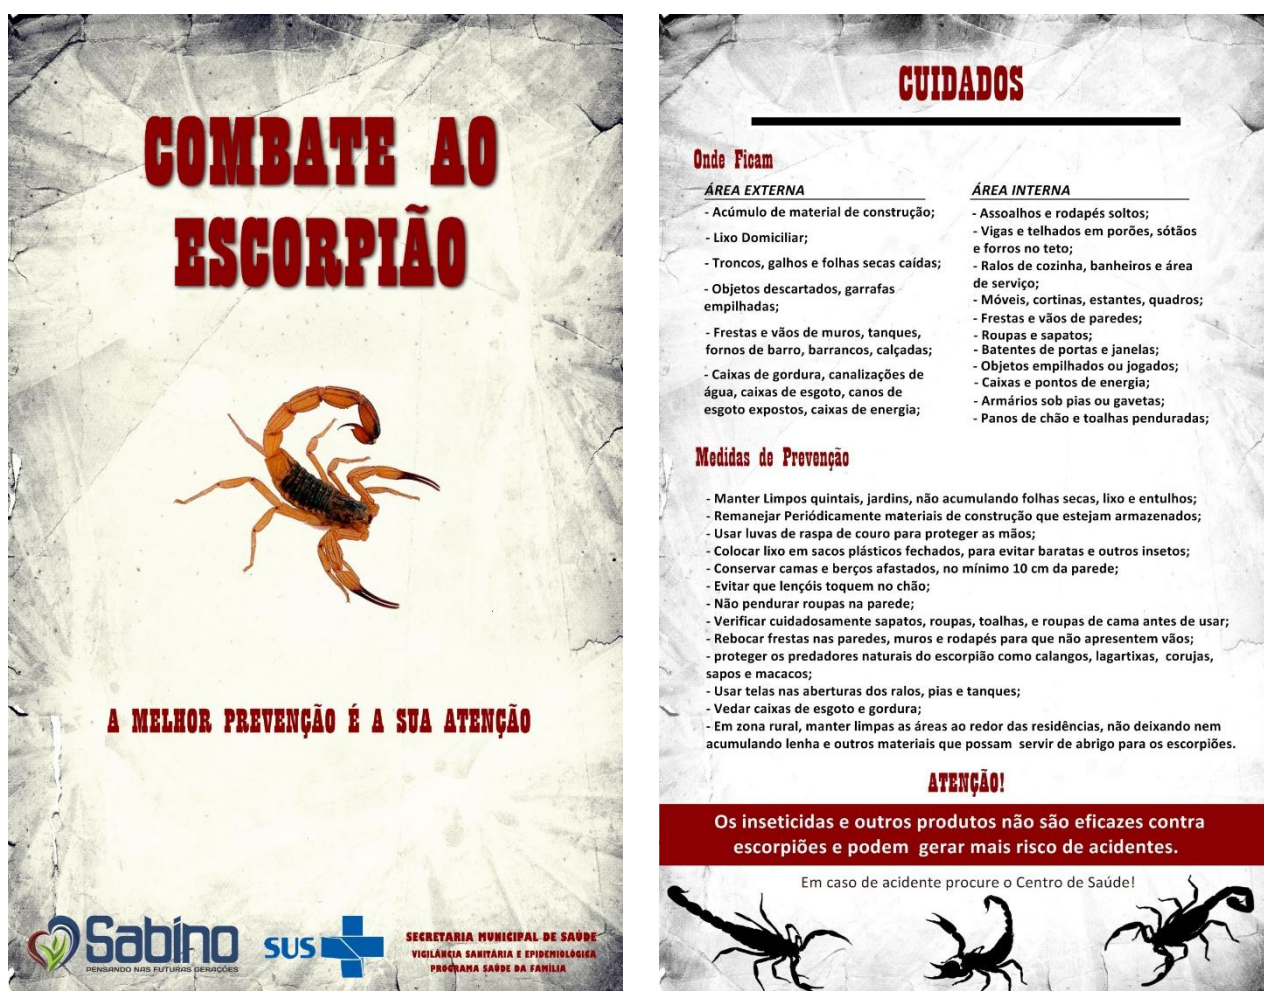 COMBATE AO
ESCORPIÃO
A MELHOR PREVENÇÃO É A SUA ATENÇÃO
Sabino
PENSANDO NAS FUTURAS GERAÇÕES
SUS
SECRETARIA MUNICIPAL DE SAÚDE
VIGILÂNCIA SANITÁRIA E EPIDEMIOLÓGICA
PROGRAMA SAÚDE DA FAMÍLIA
CUIDADOS
Onde Ficam
ÁREA EXTERNA
- Acúmulo de material de construção;
- Lixo Domiciliar;
- Troncos, galhos e folhas secas caídas;
- Objetos descartados, garrafas
empilhadas;
- Frestas e vãos de muros, tanques,
fornos de barro, barrancos, calçadas;
- Caixas de gordura, canalizações de
água, caixas de esgoto, canos de
esgoto expostos, caixas de energia;
ÁREA INTERNA
- Assoalhos e rodapés soltos;
- Vigas e telhados em porões, sótãos
e forros no teto;
- Ralos de cozinha, banheiros e área
de serviço;
- Móveis, cortinas, estantes, quadros;
- Frestas e vãos de paredes;
- Roupas e sapatos;
- Batentes de portas e janelas;
- Objetos empilhados ou jogados;
- Caixas e pontos de energia;
- Armários sob pias ou gavetas;
- Panos de chão e toalhas penduradas;
Medidas de Prevenção
- Manter Limpos quintais, jardins, não acumulando folhas secas, lixo e entulhos;
- Remanejar Periódicamente materiais de construção que estejam armazenados;
- Usar luvas de raspa de couro para proteger as mãos;
- Colocar lixo em sacos plásticos fechados, para evitar baratas e outros insetos;
- Conservar camas e berços afastados, no mínimo 10 cm da parede;
- Evitar que lençóis toquem no chão;
- Não pendurar roupas na parede;
- Verificar cuidadosamente sapatos, roupas, toalhas, e roupas de cama antes de usar;
- Rebocar frestas nas paredes, muros e rodapés para que não apresentem vãos;
- proteger os predadores naturais do escorpião como calangos, lagartixas, corujas,
sapos e macacos;
- Usar telas nas aberturas dos ralos, pias e tanques;
- Vedar caixas de esgoto e gordura;
- Em zona rural, manter limpas as áreas ao redor das residências, não deixando nem
acumulando lenha e outros materiais que possam servir de abrigo para os escorpiões.
ATENÇÃO!
Os inseticidas e outros produtos não são eficazes contra
escorpiões e podem gerar mais risco de acidentes.
Em caso de acidente procure o Centro de Saúde!